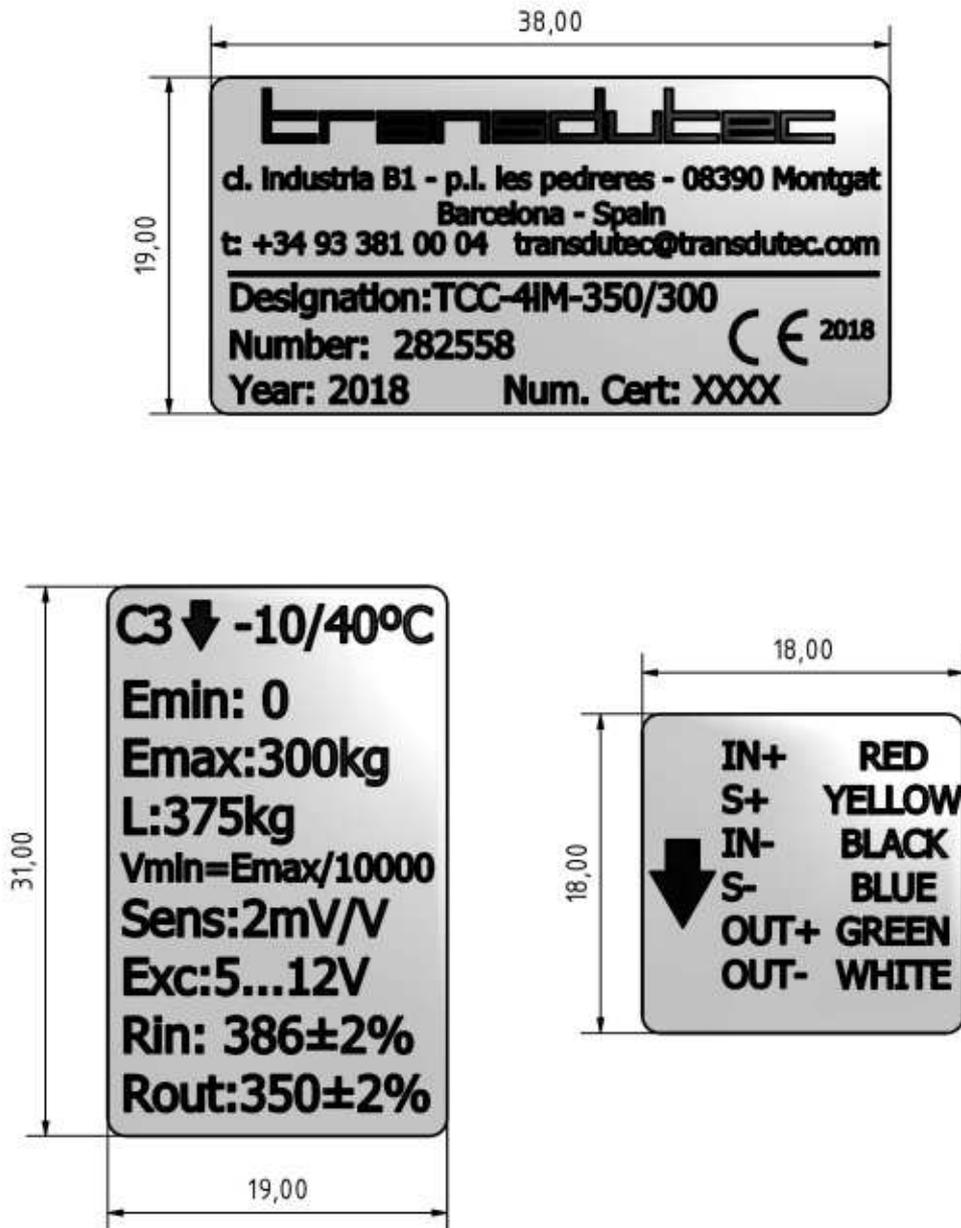 38,00
19,00
transdutec
cl. Industria B1 - p.i. les pedreres - 08390 Montgat
Barcelona - Spain
t: +34 93 381 00 04 transdutec@transdutec.com
Designation:TCC-4iM-350/300
Number: 282558
CE 2018
Year: 2018 Num. Cert: XXXX
31,00
C3 -10/40ºC
Emin: 0
Emax:300kg
L:375kg
Vmin=Emax/10000
Sens:2mV/V
Exc:5...12V
Rin: 386±2%
Rout:350±2%
19,00
18,00
18,00
IN+ RED
S+ YELLOW
IN- BLACK
S- BLUE
OUT+ GREEN
OUT- WHITE